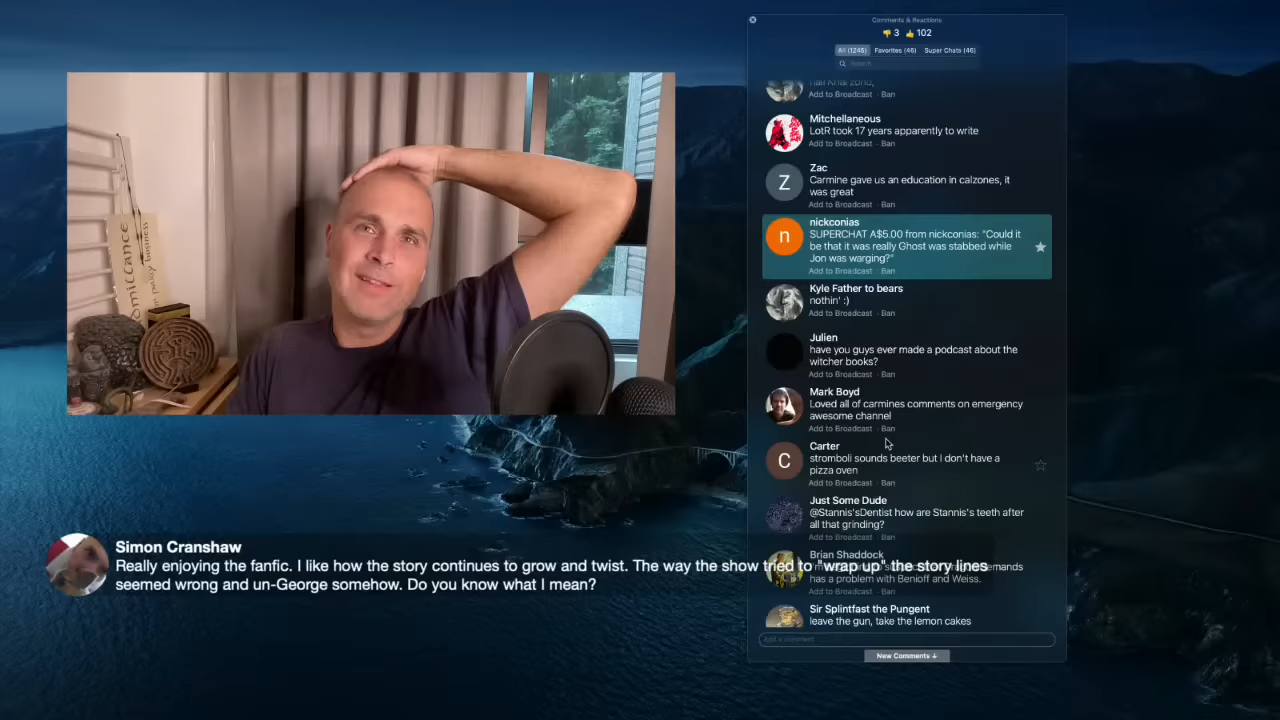 Comments & Reactions
👎 3 👍 102
All (1245) Favorites (46) Super Chats (46)
Search
Add to Broadcast · Ban
Mitchellaneous
LotR took 17 years apparently to write
Add to Broadcast · Ban
Z
Zac
Carmine gave us an education in calzones, it
was great
Add to Broadcast · Ban
n
nickconias
SUPERCHAT A$5.00 from nickconias: "Could it
be that it was really Ghost was stabbed while
Jon was warging?"
Add to Broadcast · Ban
Kyle Father to bears
nothin' :)
Add to Broadcast · Ban
Julien
have you guys ever made a podcast about the
witcher books?
Add to Broadcast · Ban
Mark Boyd
Loved all of carmines comments on emergency
awesome channel
Add to Broadcast · Ban
C
Carter
stromboli sounds beeter but I don't have a
pizza oven
Add to Broadcast · Ban
Just Some Dude
@Stannis'sDentist how are Stannis's teeth after
all that grinding?
Add to Broadcast · Ban
Brian Shaddock
has a problem with Benioff and Weiss.
Add to Broadcast · Ban
Sir Splintfast the Pungent
leave the gun, take the lemon cakes
Add a comment
New Comments ↓
Simon Cranshaw
Really enjoying the fanfic. I like how the story continues to grow and twist. The way the show tried to "wrap up" the story lines
seemed wrong and un-George somehow. Do you know what I mean?